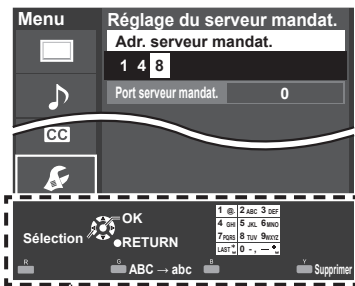 Menu
Réglage du serveur mandat.
Adr. serveur mandat.
1 4 8
Port serveur mandat. 0
CC
Sélection
OK
RETURN
1 @. 2 ABC 3 DEF
4 GHI 5 JKL 6 MNO
7 PQRS 8 TUV 9 WXYZ
LAST 0 - ,
R G B Y
ABC → abc
Supprimer